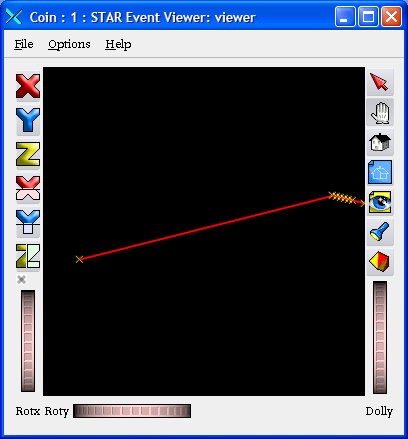 Coin : 1 : STAR Event Viewer: viewer
File Options Help
X
Y
Z
X
Y
Z
Rotx Roty Dolly